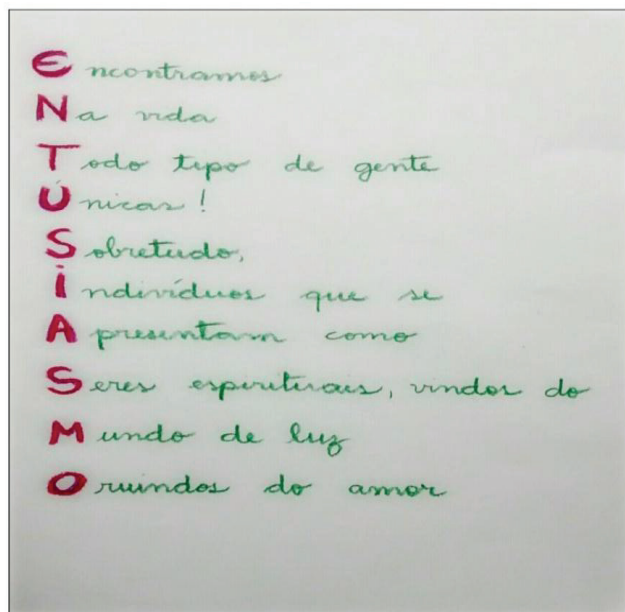 Encontramos
Na vida
Todo tipo de gente
Únicas!
Sobretudo,
Indivíduos que se
Apresentam como
Seres espirituais, vindos do
Mundo de luz
Oriundos do amor